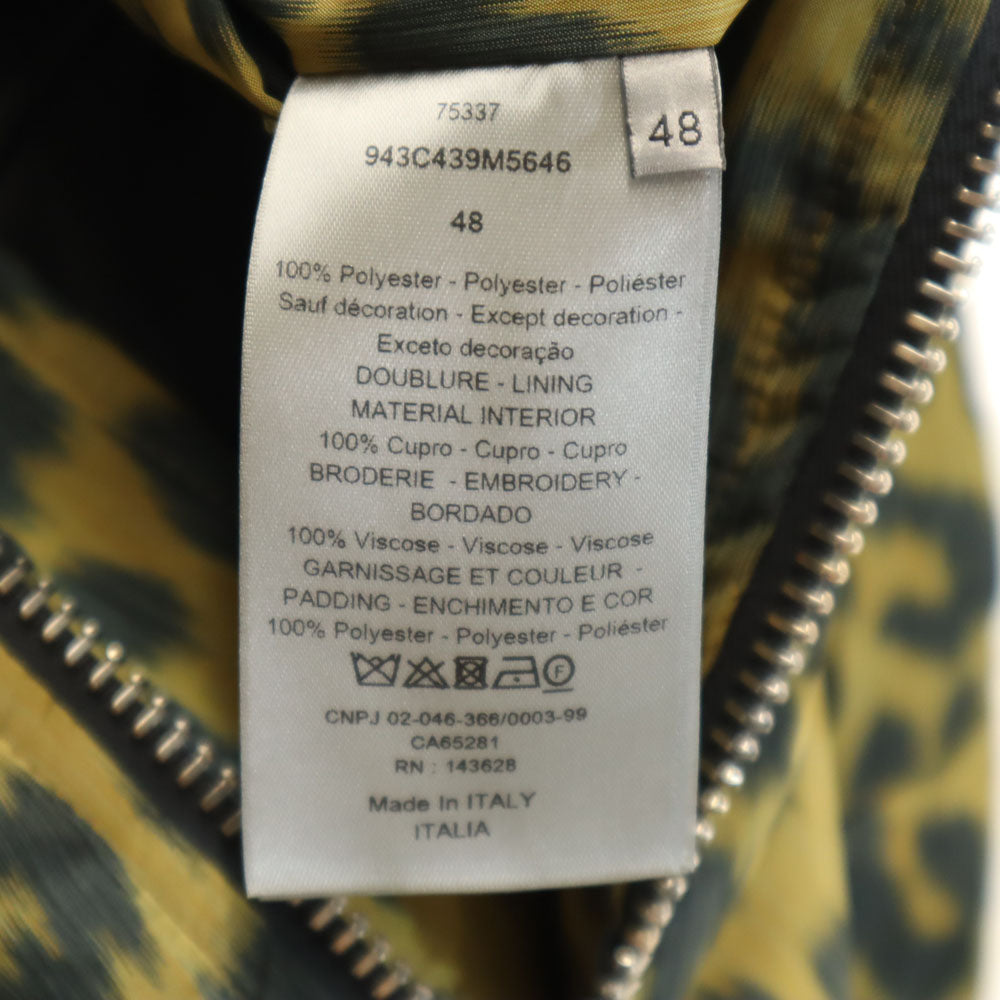 75337
48
943C439M5646
48
100% Polyester - Polyester - Poliéster
Sauf décoration - Except decoration -
Exceto decoração
DOUBLURE - LINING
MATERIAL INTERIOR
100% Cupro - Cupro - Cupro
BRODERIE - EMBROIDERY -
BORDADO
100% Viscose - Viscose - Viscose
GARNISSAGE ET COULEUR -
PADDING - ENCHIMENTO E COR
100% Polyester - Polyester - Poliéster
F
CNPJ 02-046-366/0003-99
CA65281
RN : 143628
Made In ITALY
ITALIA